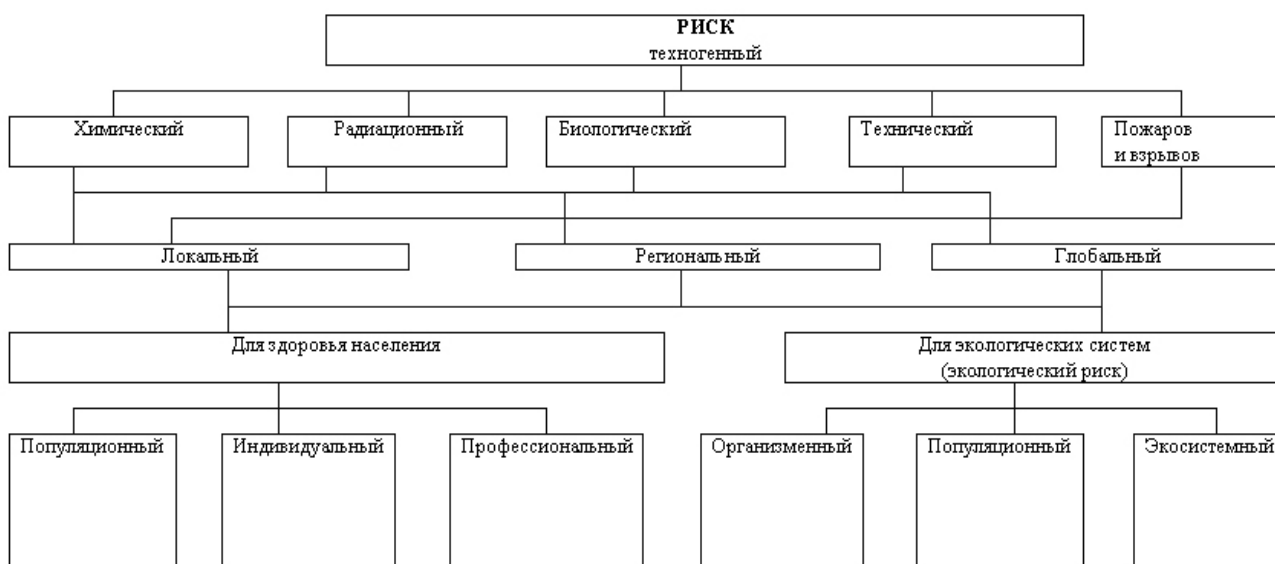 РИСК
техногенный
Химический
Радиационный
Биологический
Технический
Пожаров
и взрывов
Локальный
Региональный
Глобальный
Для здоровья населения
Для экологических систем
(экологический риск)
Популяционный
Индивидуальный
Профессиональный
Организменный
Популяционный
Экосистемный